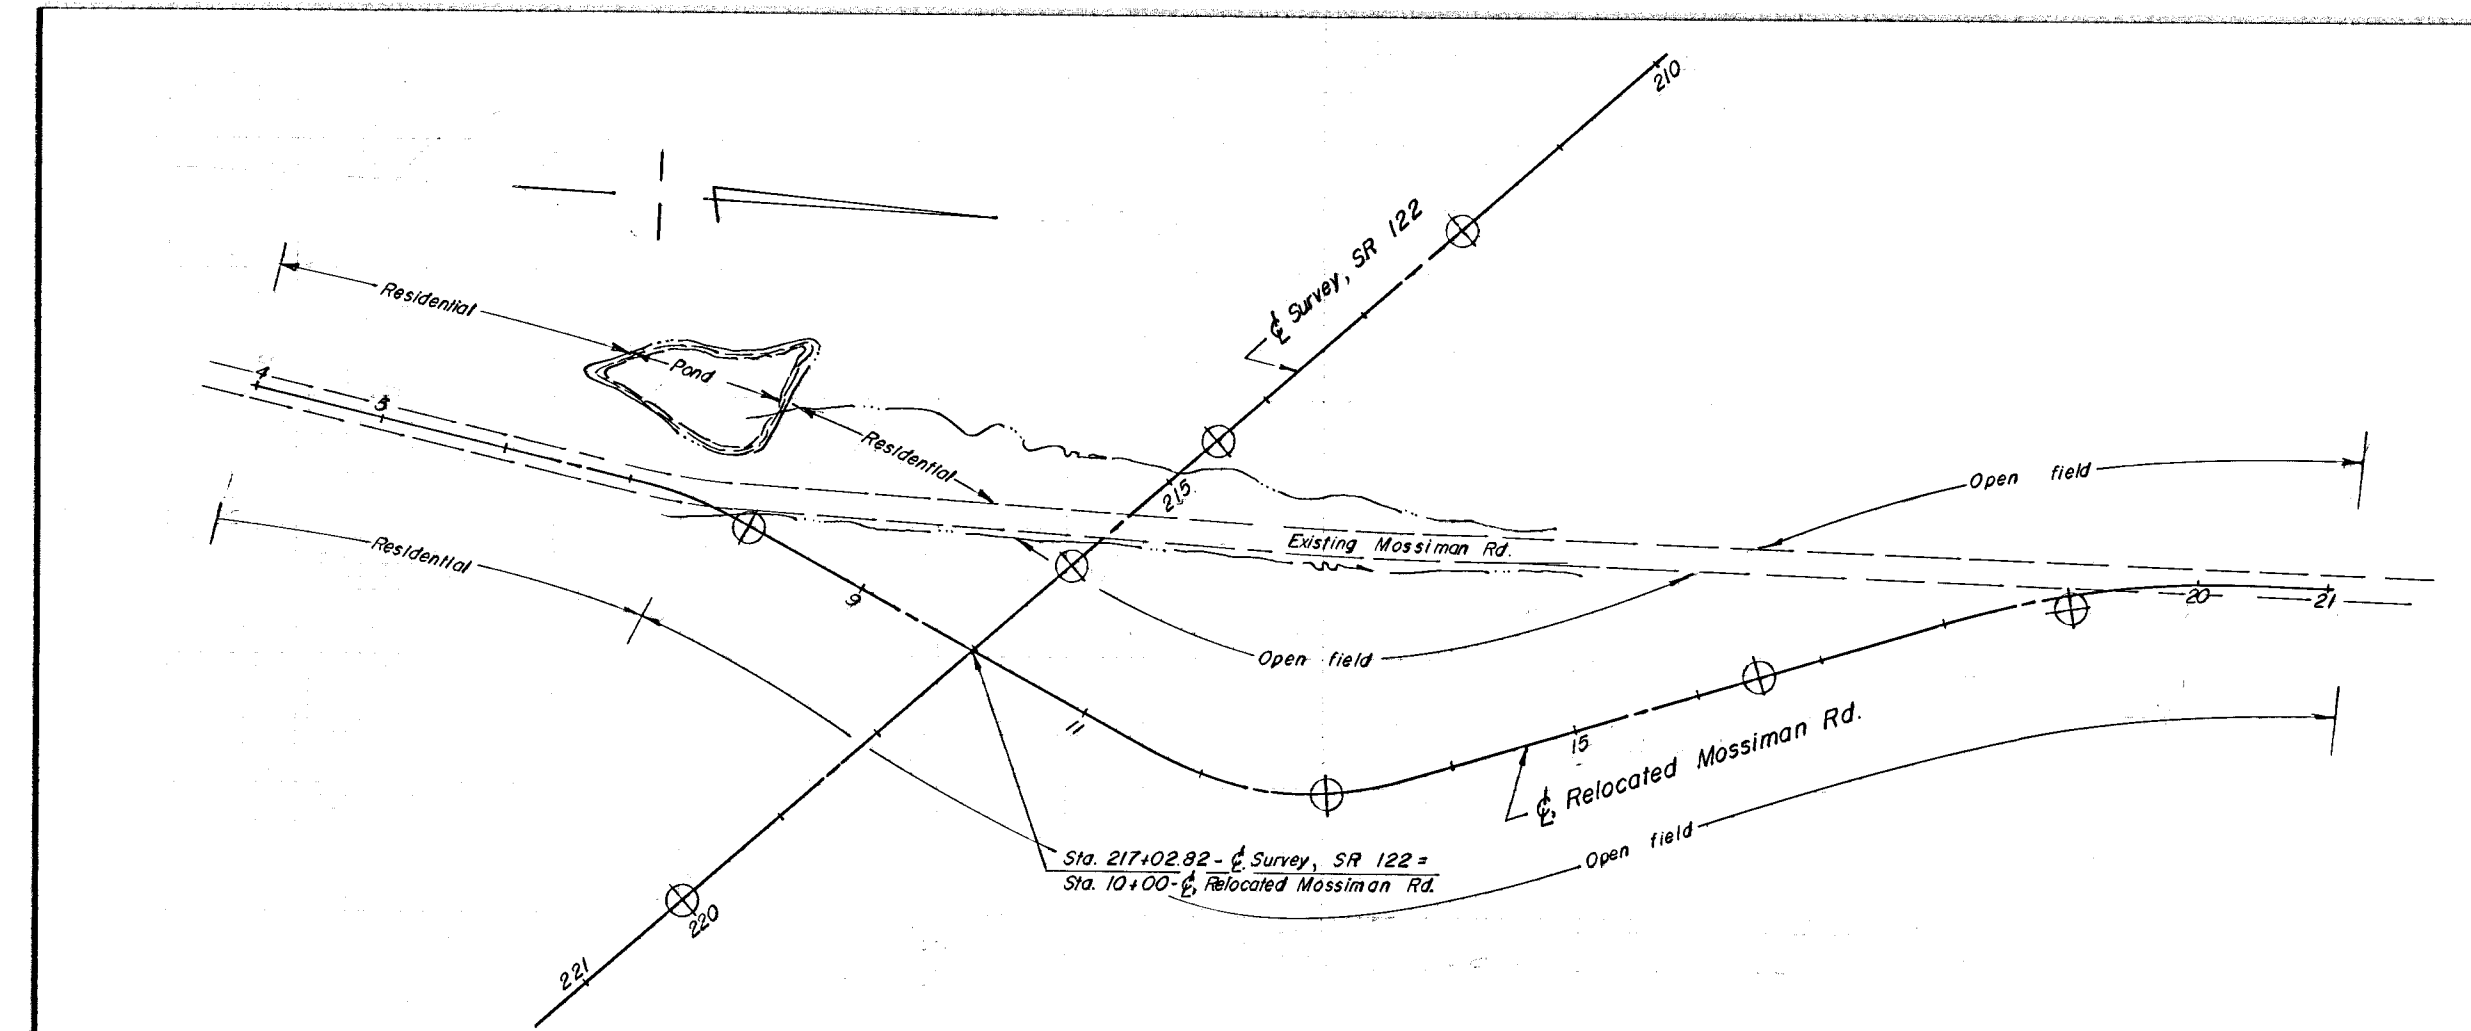 210
℄ Survey, SR 122
Residential
4
Pond
5
Residential
215
Open field
Existing Mossiman Rd.
Residential
9
20
21
Open field
11
15
℄ Relocated Mossiman Rd.
Open field
Sta. 217+02.82 - ℄ Survey, SR 122 =
Sta. 10+00 - ℄ Relocated Mossiman Rd.
220
221